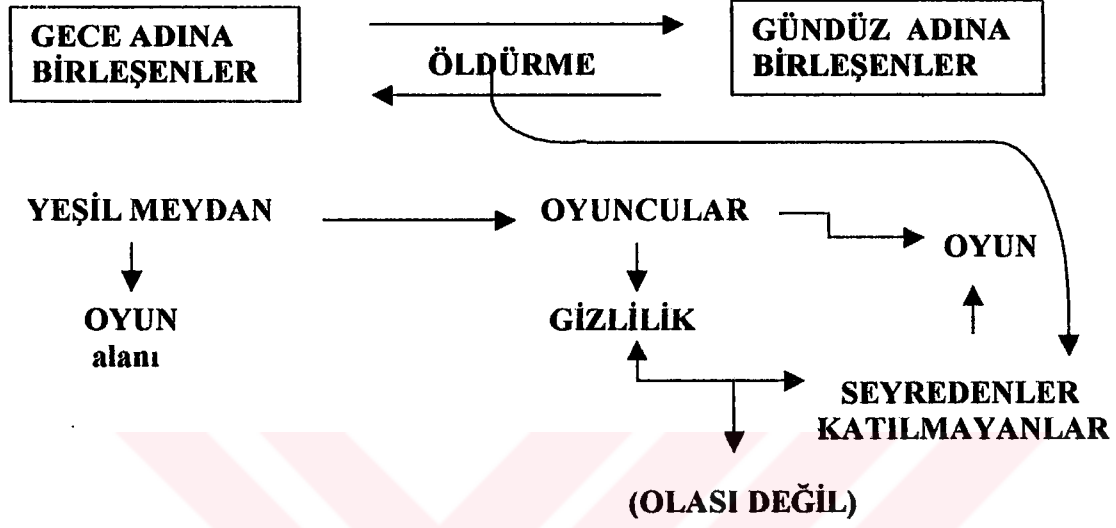 GECE ADINA
BİRLEŞENLER
ÖLDÜRME
GÜNDÜZ ADINA
BİRLEŞENLER
YEŞİL MEYDAN
OYUNCULAR
OYUN
OYUN
alanı
GİZLİLİK
SEYREDENLER
KATILMAYANLAR
(OLASI DEĞİL)